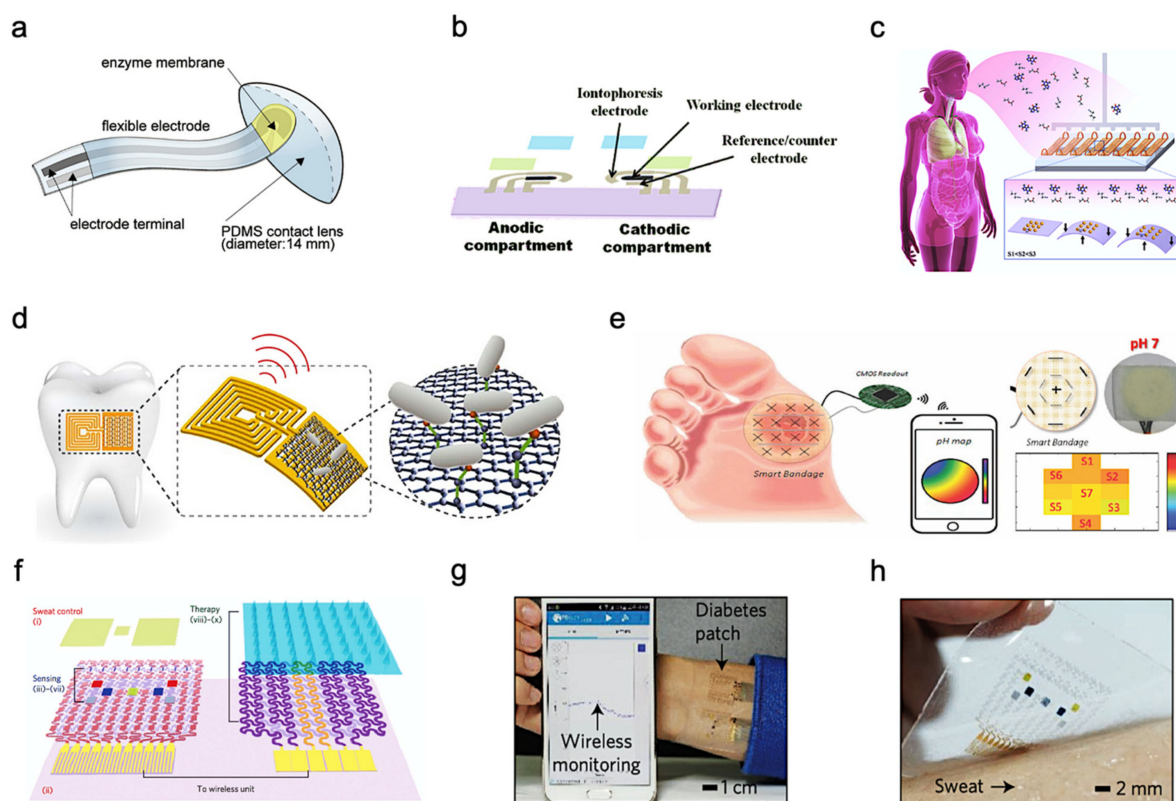 a
enzyme membrane
flexible electrode
electrode terminal
PDMS contact lens
(diameter:14 mm)
b
Iontophoresis
electrode
Working electrode
Reference/counter
electrode
Anodic
compartment
Cathodic
compartment
c
S1<S2<S3
d
e
CMOS Readout
Smart Bandage
pH map
pH 7
Smart Bandage
S1
S6
S2
S7
S5
S3
S4
f
Sweat control
(i)
Sensing
(iii)–(vii)
Therapy
(viii)–(x)
(ii)
To wireless unit
g
Diabetes
patch
Wireless
monitoring
1 cm
h
Sweat
2 mm